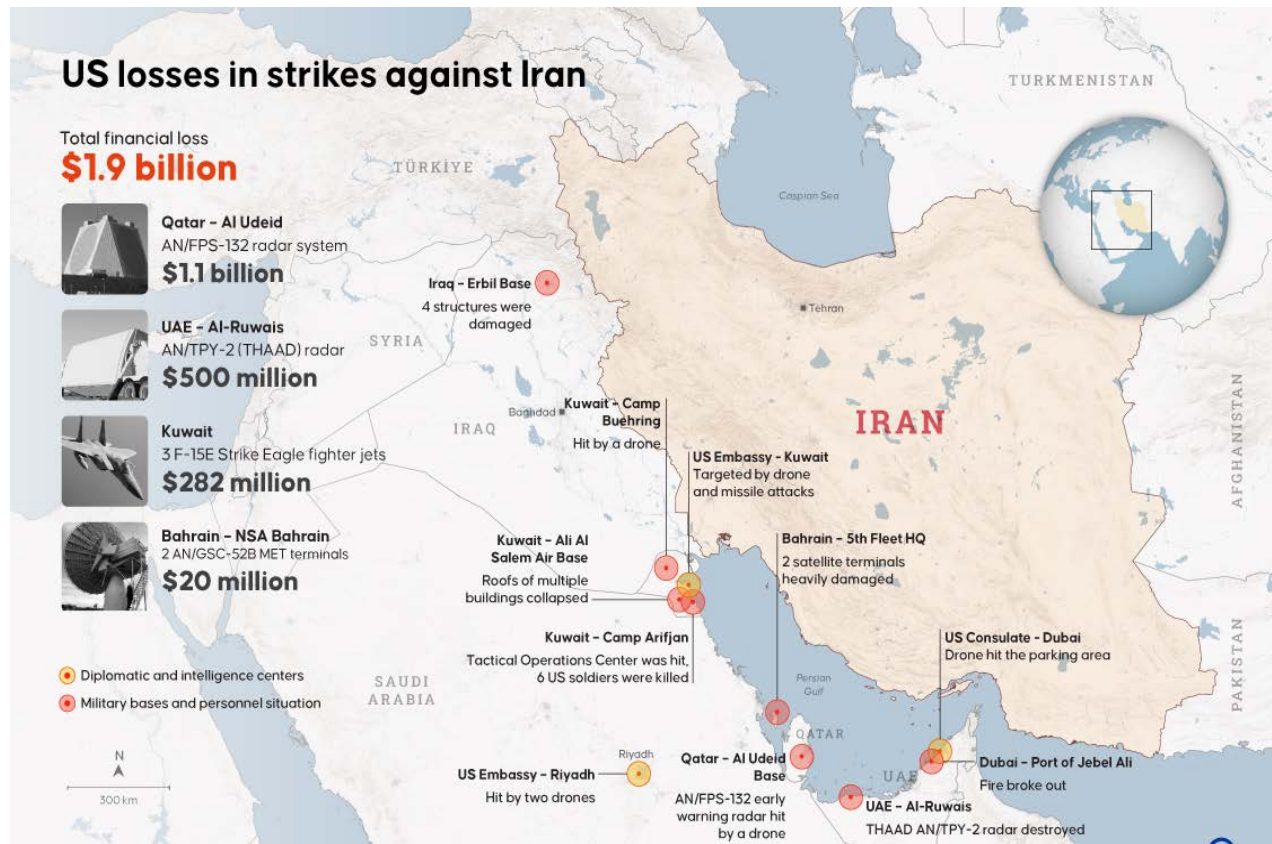 US losses in strikes against Iran
Total financial loss
$1.9 billion
Qatar – Al Udeid
AN/FPS-132 radar system
$1.1 billion
UAE – Al-Ruwais
AN/TPY-2 (THAAD) radar
$500 million
Kuwait
3 F-15E Strike Eagle fighter jets
$282 million
Bahrain – NSA Bahrain
2 AN/GSC-52B MET terminals
$20 million
Diplomatic and intelligence centers
Military bases and personnel situation
N
300 km
TÜRKİYE
TURKMENISTAN
Caspian Sea
Tehran
SYRIA
IRAQ
Baghdad
IRAN
AFGHANISTAN
PAKISTAN
SAUDI
ARABIA
Riyadh
Persian
Gulf
QATAR
UAE
Iraq – Erbil Base
4 structures were
damaged
Kuwait – Camp
Buehring
Hit by a drone
US Embassy - Kuwait
Targeted by drone
and missile attacks
Kuwait – Ali Al
Salem Air Base
Roofs of multiple
buildings collapsed
Kuwait – Camp Arifjan
Tactical Operations Center was hit,
6 US soldiers were killed
Bahrain – 5th Fleet HQ
2 satellite terminals
heavily damaged
US Consulate – Dubai
Drone hit the parking area
US Embassy – Riyadh
Hit by two drones
Qatar – Al Udeid
Base
AN/FPS-132 early
warning radar hit
by a drone
Dubai – Port of Jebel Ali
Fire broke out
UAE – Al-Ruwais
THAAD AN/TPY-2 radar destroyed